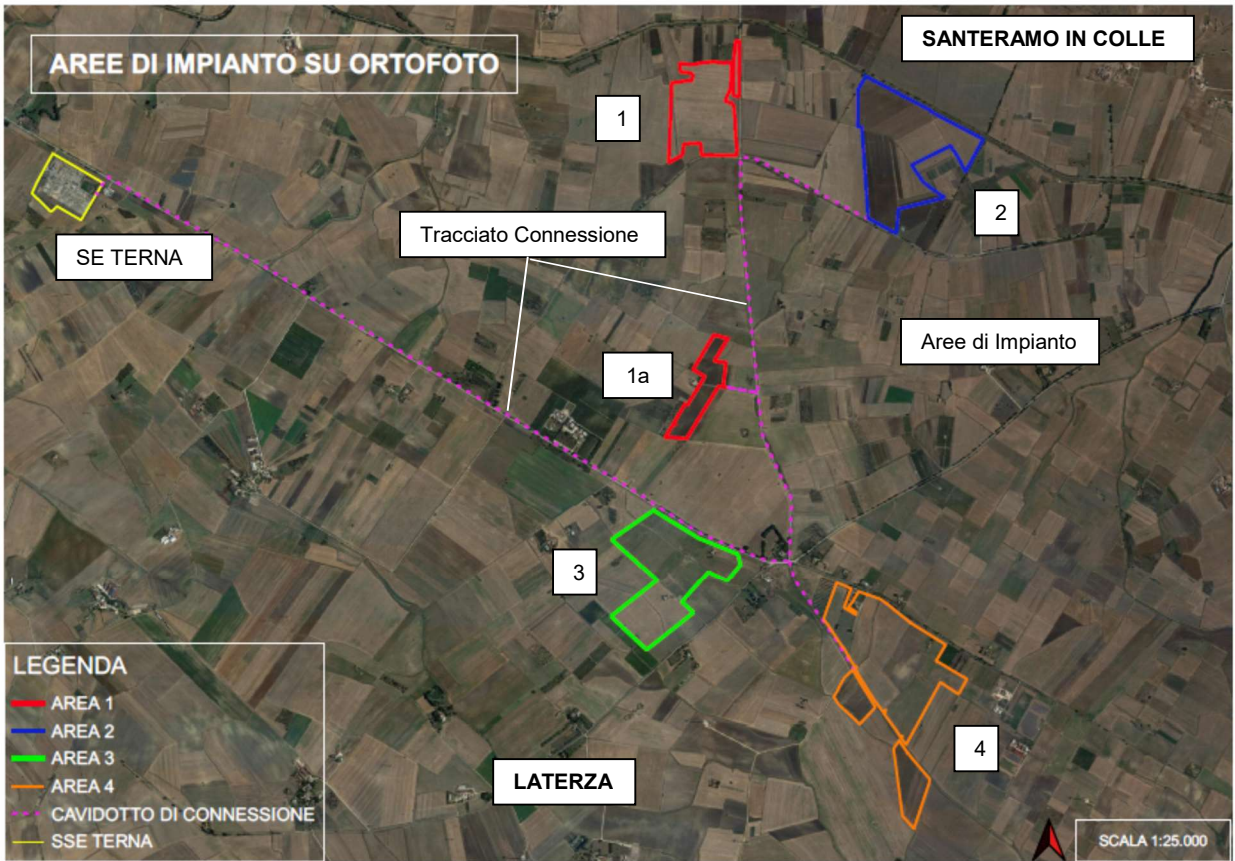 AREE DI IMPIANTO SU ORTOFOTO
SANTERAMO IN COLLE
1
2
Tracciato Connessione
SE TERNA
Aree di Impianto
1a
3
4
LATERZA
LEGENDA
AREA 1
AREA 2
AREA 3
AREA 4
CAVIDOTTO DI CONNESSIONE
SSE TERNA
SCALA 1:25.000